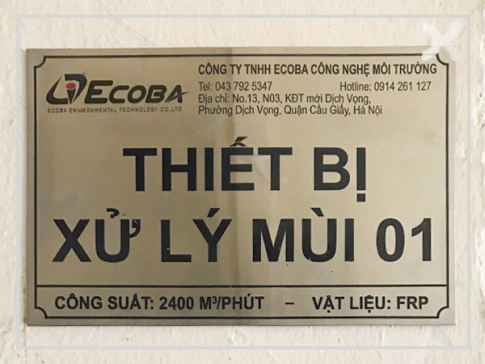 CÔNG TY TNHH ECOBA CÔNG NGHỆ MÔI TRƯỜNG
ECOBA
ECOBA ENVIRONMENTAL TECHNOLOGY CO.,LTD
Tel: 043 792 5347 Hotline: 0914 261 127
Địa chỉ: No.13, N03, KĐT mới Dịch Vọng,
Phường Dịch Vọng, Quận Cầu Giấy, Hà Nội
THIẾT BỊ
XỬ LÝ MÙI 01
CÔNG SUẤT: 2400 M³/PHÚT – VẬT LIỆU: FRP